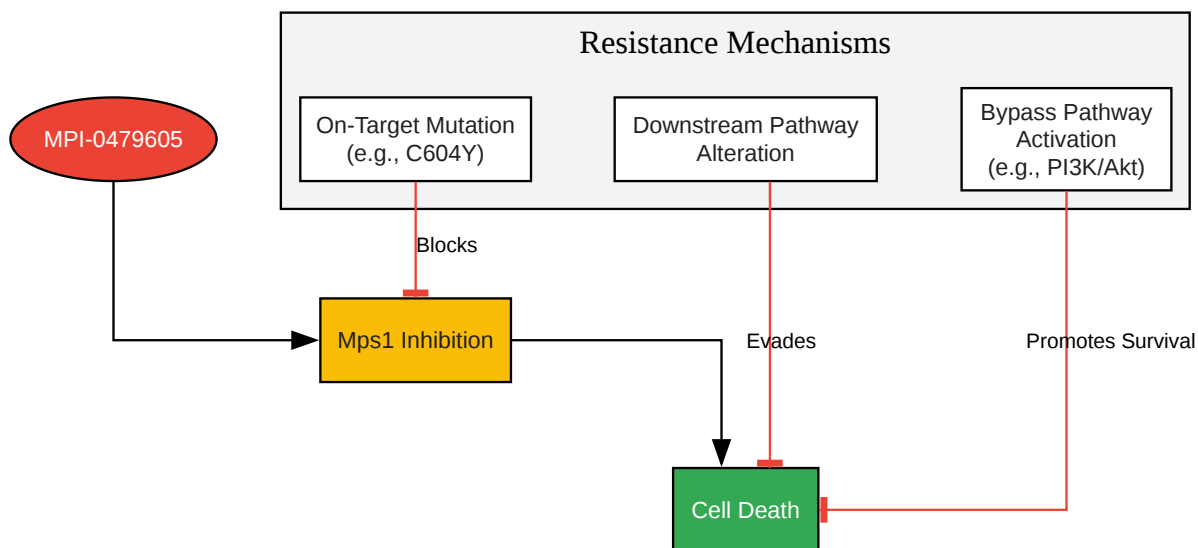 Resistance Mechanisms
MPI-0479605
On-Target Mutation
(e.g., C604Y)
Downstream Pathway
Alteration
Bypass Pathway
Activation
(e.g., PI3K/Akt)
Blocks
Mps1 Inhibition
Evades
Promotes Survival
Cell Death